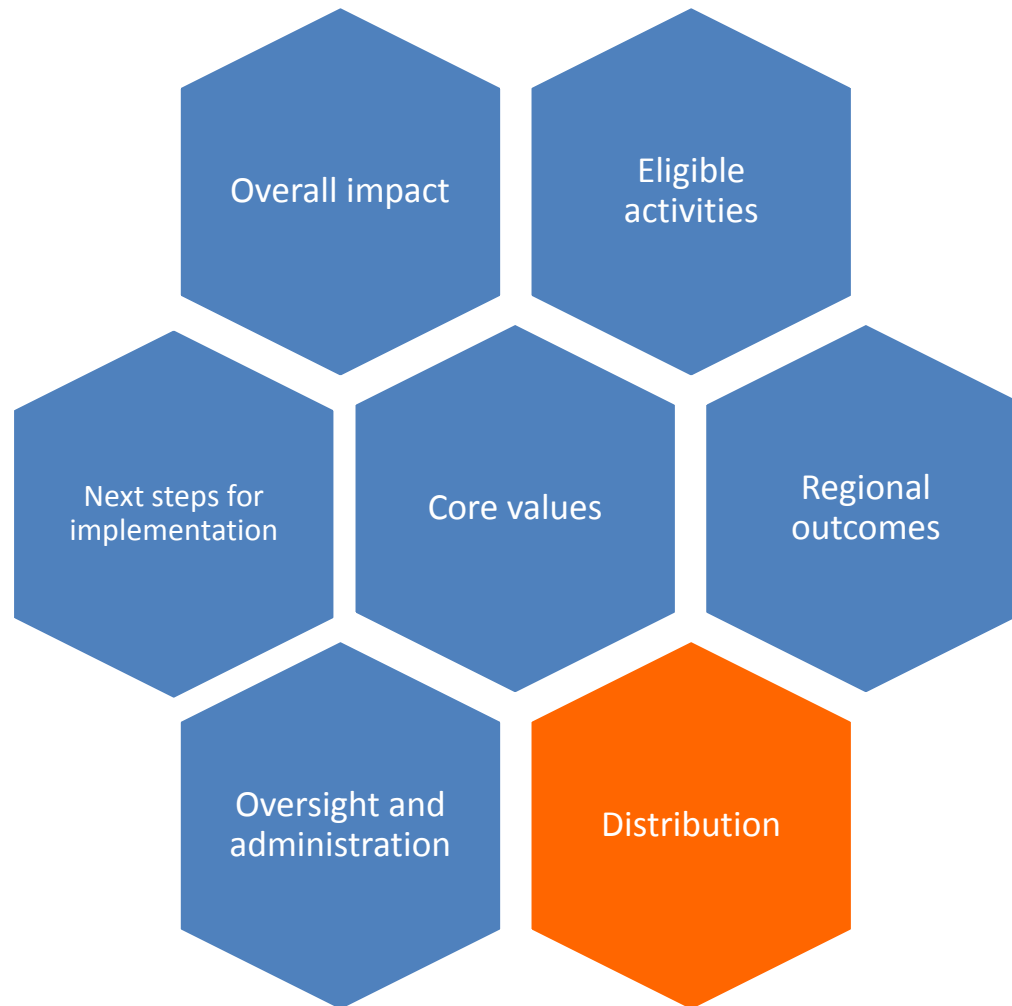 Overall impact
Eligible
activities
Next steps for
implementation
Core values
Regional
outcomes
Oversight and
administration
Distribution